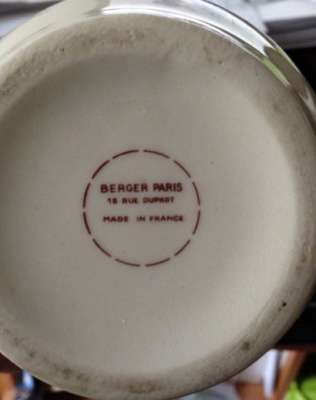 BERGER PARIS
18 RUE DUPHOT
MADE IN FRANCE